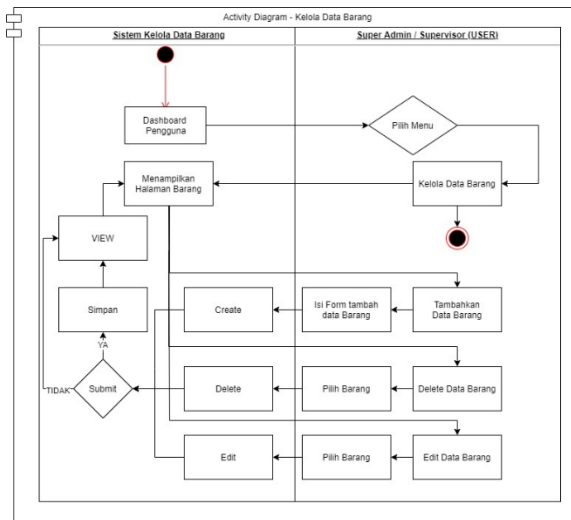 Activity Diagram - Kelola Data Barang
Sistem Kelola Data Barang
Super Admin / Supervisor (USER)
Dashboard
Pengguna
Pilih Menu
Menampilkan
Halaman Barang
Kelola Data Barang
VIEW
Simpan
Create
Isi Form tambah
data Barang
Tambahkan
Data Barang
YA
TIDAK
Submit
Delete
Pilih Barang
Delete Data Barang
Edit
Pilih Barang
Edit Data Barang